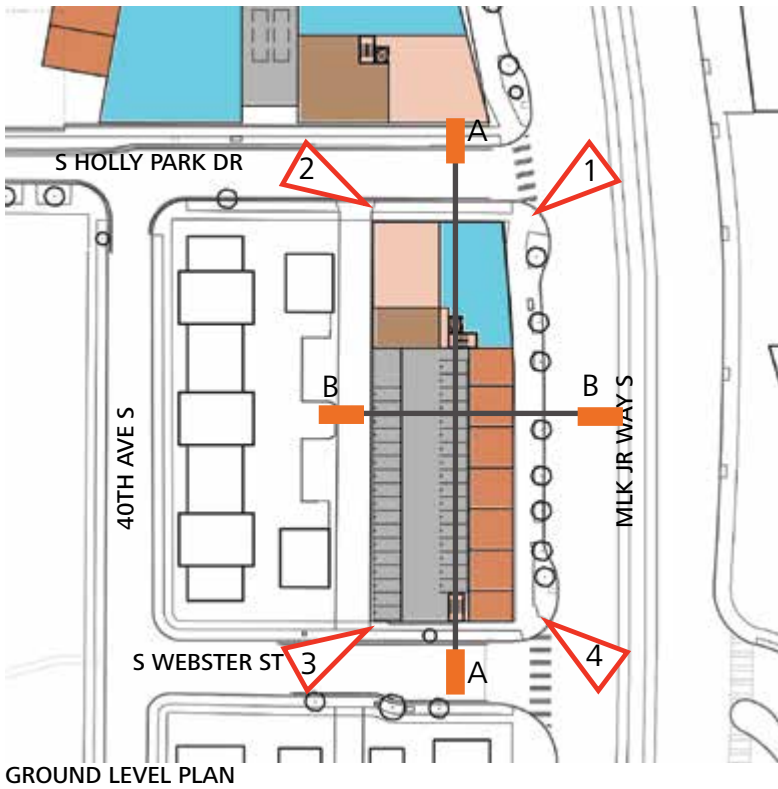 A
S HOLLY PARK DR
2
1
B
B
40TH AVE S
MLK JR WAY S
S WEBSTER ST
3
4
A
GROUND LEVEL PLAN